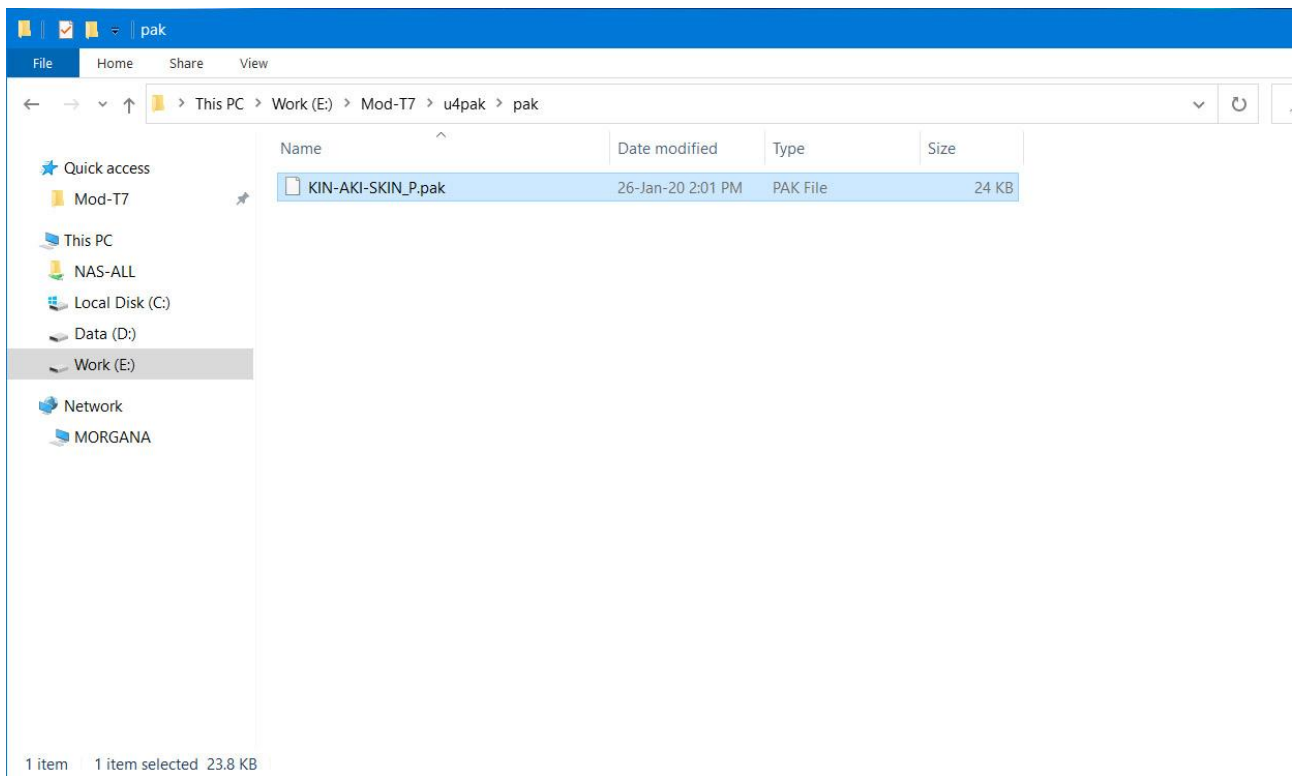 pak
File Home Share View
This PC > Work (E:) > Mod-T7 > u4pak > pak
Name Date modified Type Size
KIN-AKI-SKIN_P.pak 26-Jan-20 2:01 PM PAK File 24 KB
Quick access
Mod-T7
This PC
NAS-ALL
Local Disk (C:)
Data (D:)
Work (E:)
Network
MORGANA
1 item 1 item selected 23.8 KB